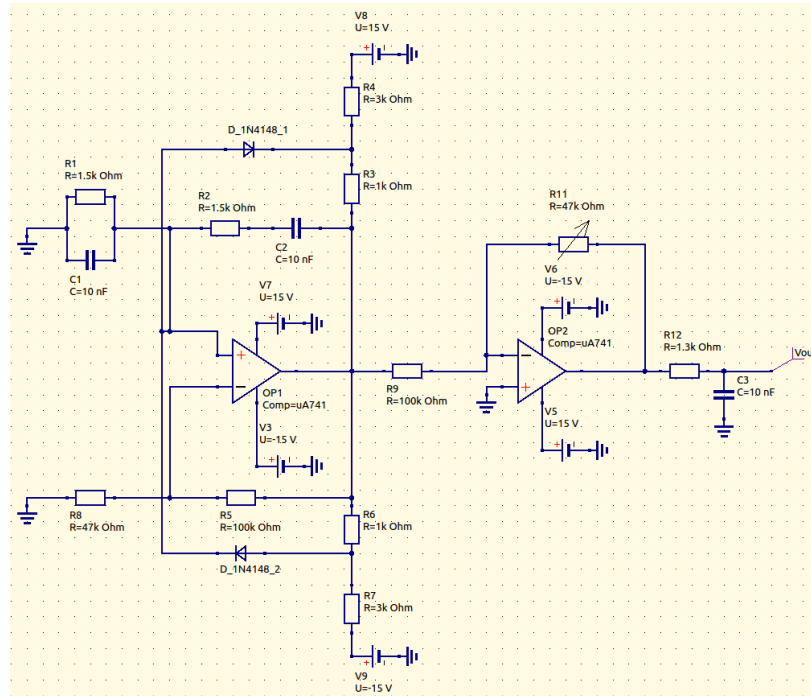 V8
U=15 V
R4
R=3k Ohm
D_1N4148_1
R3
R=1k Ohm
R1
R=1.5k Ohm
R2
R=1.5k Ohm
C2
C=10 nF
C1
C=10 nF
R11
R=47k Ohm
V6
U=-15 V
V7
U=15 V
OP1
Comp=uA741
OP2
Comp=uA741
R12
R=1.3k Ohm
Vou
C3
C=10 nF
R9
R=100k Ohm
V3
U=-15 V
V5
U=15 V
R8
R=47k Ohm
R5
R=100k Ohm
R6
R=1k Ohm
D_1N4148_2
R7
R=3k Ohm
V9
U=-15 V